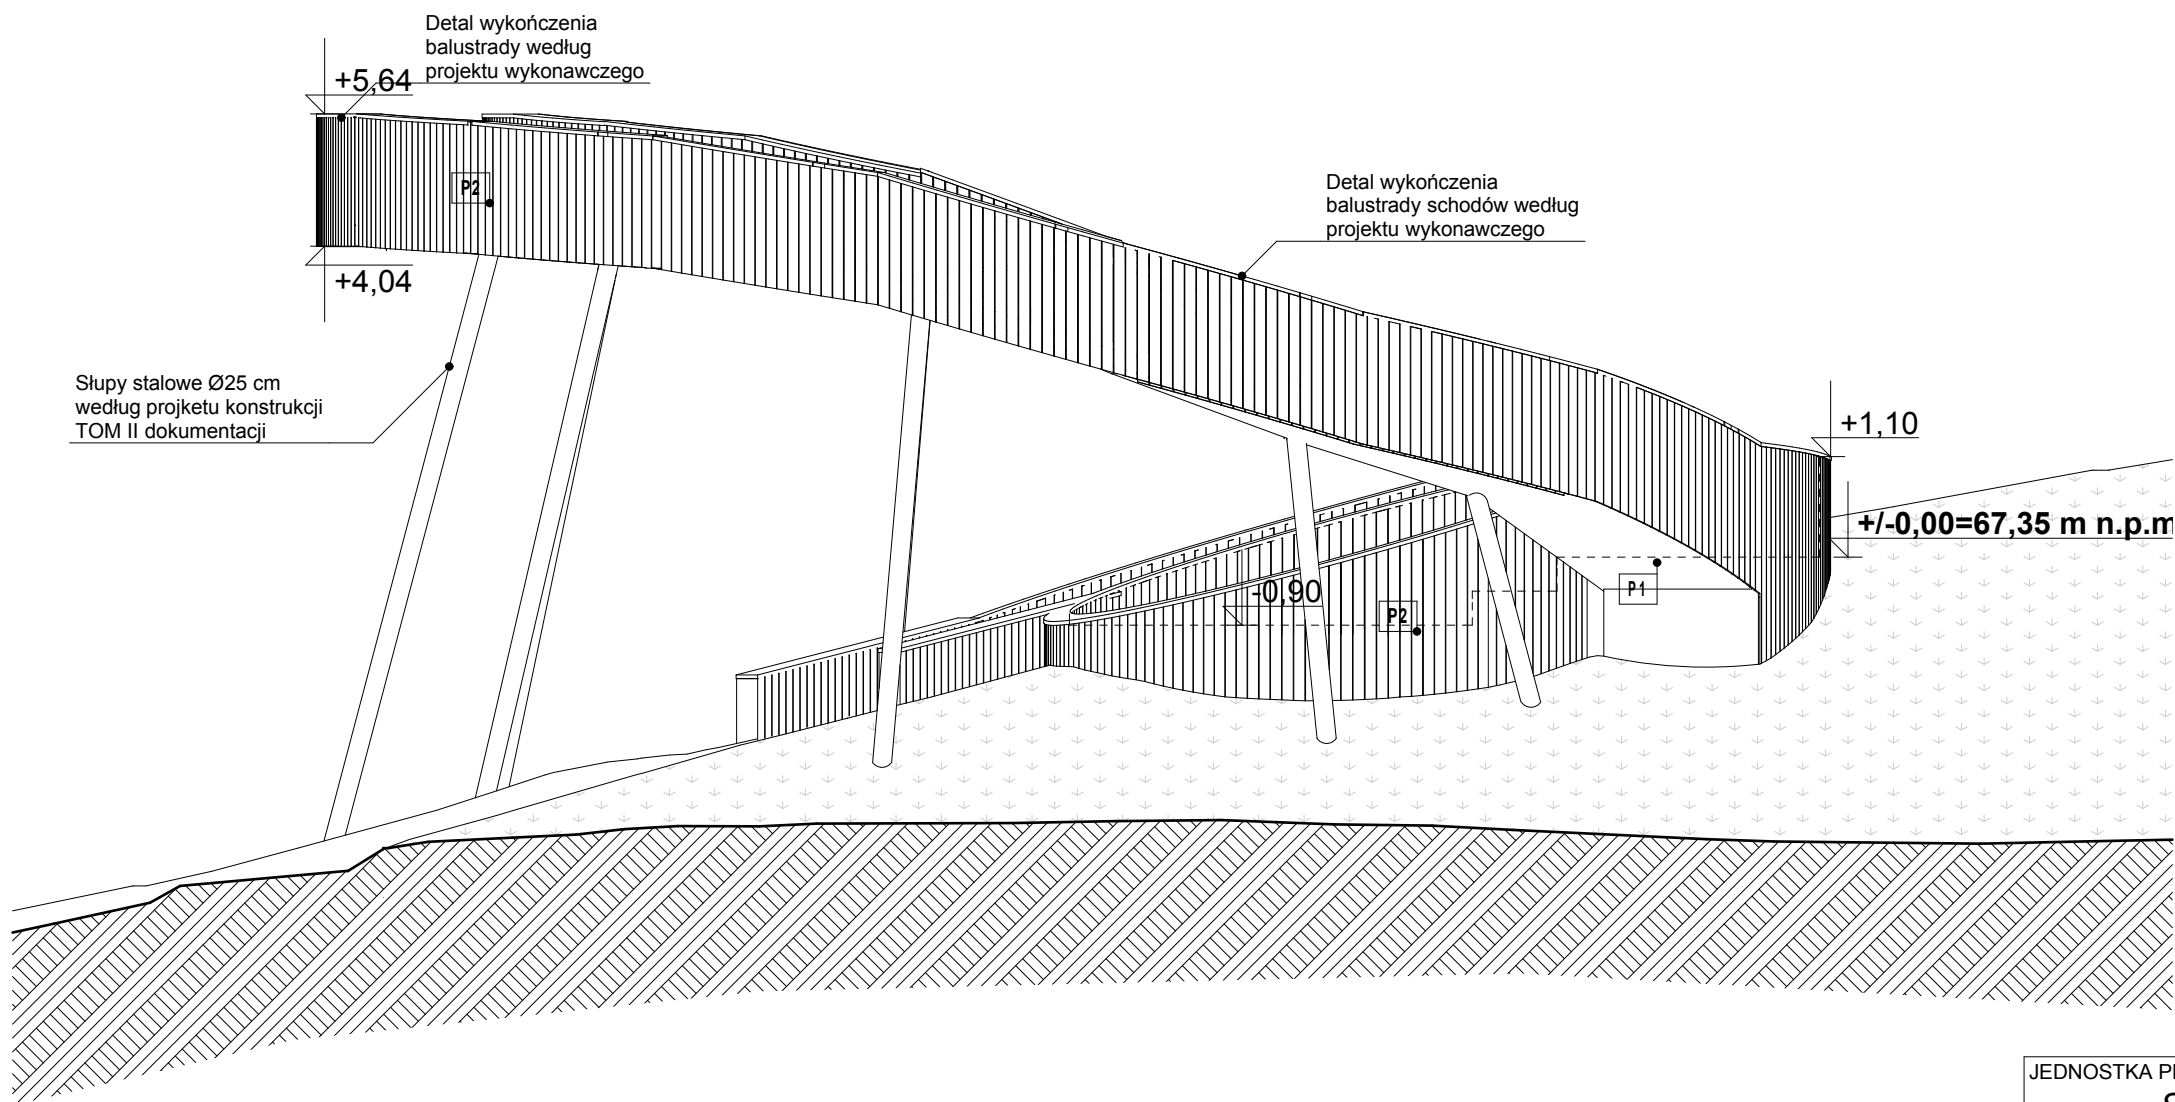 Detal wykończenia
balustrady według
projektu wykonawczego
+5,64
P2
+4,04
Detal wykończenia
balustrady schodów według
projektu wykonawczego
Słupy stalowe Ø25 cm
według projketu konstrukcji
TOM II dokumentacji
+1,10
+/-0,00=67,35 m n.p.m
-0,90
P1
P2
JEDNOSTKA